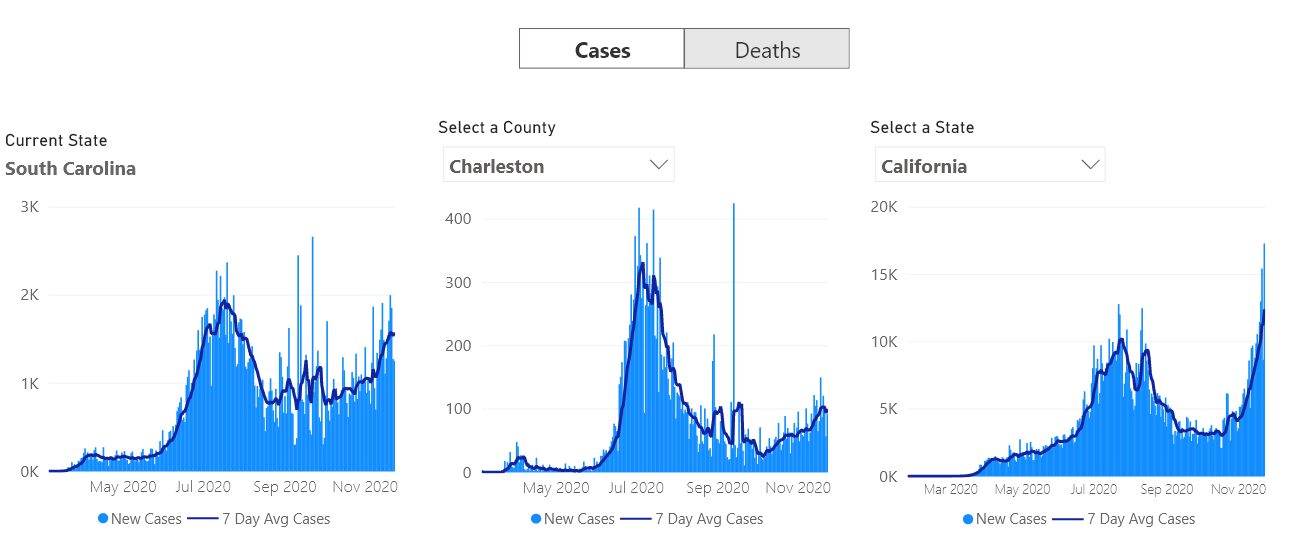 Cases Deaths
Current State
South Carolina
3K
2K
1K
0K
May 2020 Jul 2020 Sep 2020 Nov 2020
New Cases 7 Day Avg Cases
Select a County
Charleston
400
300
200
100
0
May 2020 Jul 2020 Sep 2020 Nov 2020
New Cases 7 Day Avg Cases
Select a State
California
20K
15K
10K
5K
0K
Mar 2020 May 2020 Jul 2020 Sep 2020 Nov 2020
New Cases 7 Day Avg Cases